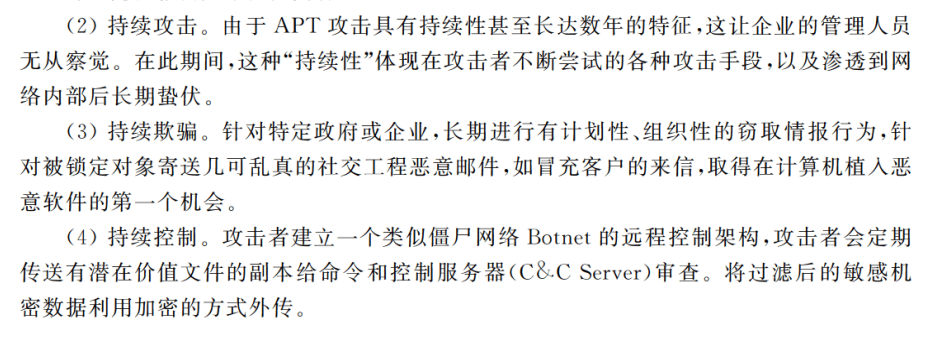 （2）持续攻击。由于 APT 攻击具有持续性甚至长达数年的特征,这让企业的管理人员
无从察觉。在此期间,这种“持续性”体现在攻击者不断尝试的各种攻击手段,以及渗透到网
络内部后长期蛰伏。
（3）持续欺骗。针对特定政府或企业,长期进行有计划性、组织性的窃取情报行为,针
对被锁定对象寄送几可乱真的社交工程恶意邮件,如冒充客户的来信,取得在计算机植入恶
意软件的第一个机会。
（4）持续控制。攻击者建立一个类似僵尸网络 Botnet 的远程控制架构,攻击者会定期
传送有潜在价值文件的副本给命令和控制服务器(C&C Server)审查。将过滤后的敏感机
密数据利用加密的方式外传。